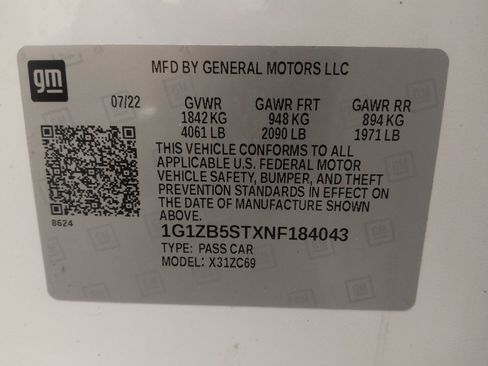 gm
MFD BY GENERAL MOTORS LLC
07/22 GVWR GAWR FRT GAWR RR
1842 KG 948 KG 894 KG
4061 LB 2090 LB 1971 LB
THIS VEHICLE CONFORMS TO ALL
APPLICABLE U.S. FEDERAL MOTOR
VEHICLE SAFETY, BUMPER, AND THEFT
PREVENTION STANDARDS IN EFFECT ON
THE DATE OF MANUFACTURE SHOWN
ABOVE.
8624
1G1ZB5STXNF184043
TYPE: PASS CAR
MODEL: X31ZC69